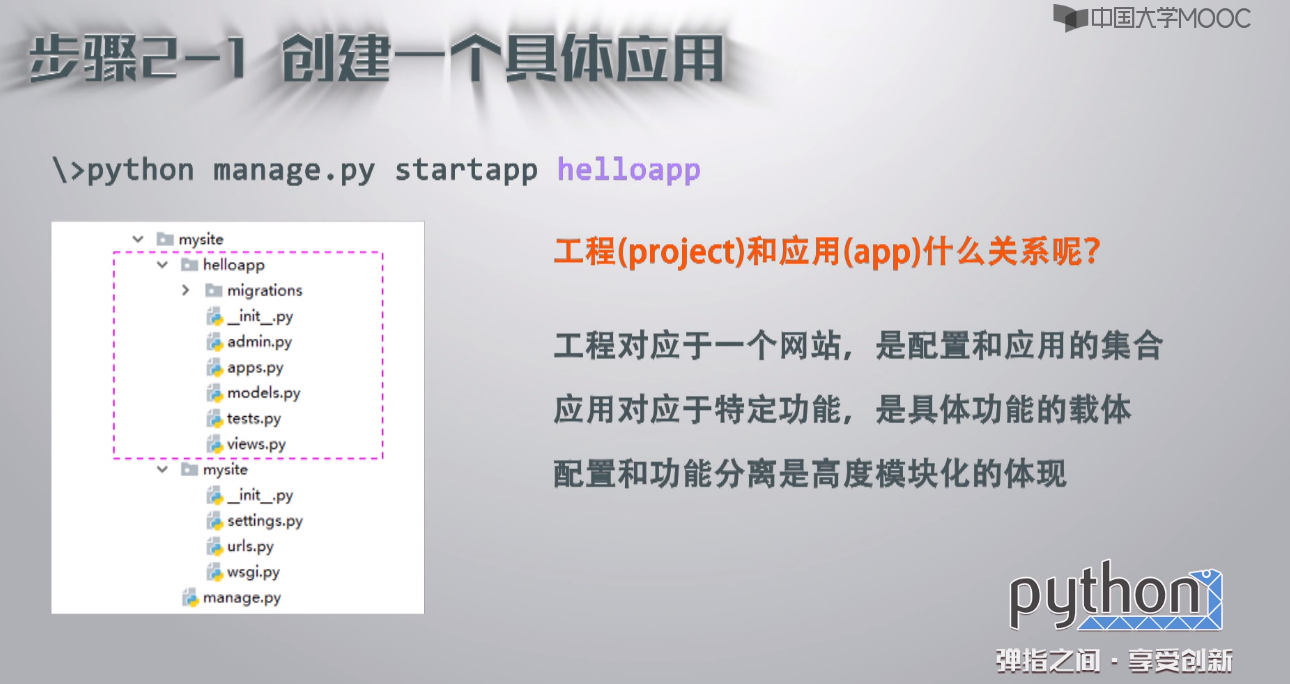 中国大学MOOC
步骤2-1 创建一个具体应用
\>python manage.py startapp helloapp
mysite
helloapp
migrations
__init__.py
admin.py
apps.py
models.py
tests.py
views.py
mysite
__init__.py
settings.py
urls.py
wsgi.py
manage.py
工程(project)和应用(app)什么关系呢?
工程对应于一个网站，是配置和应用的集合
应用对应于特定功能，是具体功能的载体
配置和功能分离是高度模块化的体现
python
弹指之间·享受创新